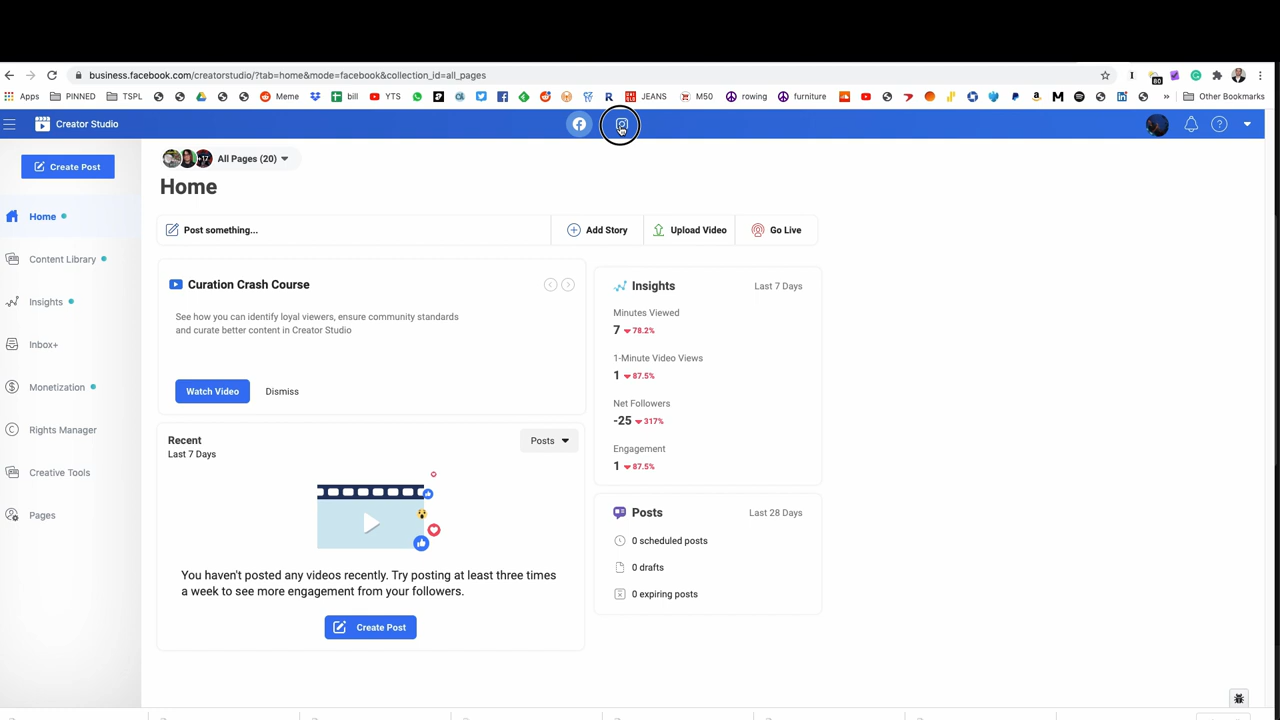 business.facebook.com/creatorstudio/?tab=home&mode=facebook&collection_id=all_pages
60
Apps PINNED TSPL Meme bill YTS R JEANS M50 rowing furniture Other Bookmarks
Creator Studio
Create Post
+17 All Pages (20)
Home
Home
Content Library
Insights
Inbox+
Monetization
Rights Manager
Creative Tools
Pages
Post something... Add Story Upload Video Go Live
Curation Crash Course
See how you can identify loyal viewers, ensure community standards
and curate better content in Creator Studio
Watch Video Dismiss
Recent Posts
Last 7 Days
You haven't posted any videos recently. Try posting at least three times
a week to see more engagement from your followers.
Create Post
Insights Last 7 Days
Minutes Viewed
7 78.2%
1-Minute Video Views
1 87.5%
Net Followers
-25 317%
Engagement
1 87.5%
Posts Last 28 Days
0 scheduled posts
0 drafts
0 expiring posts